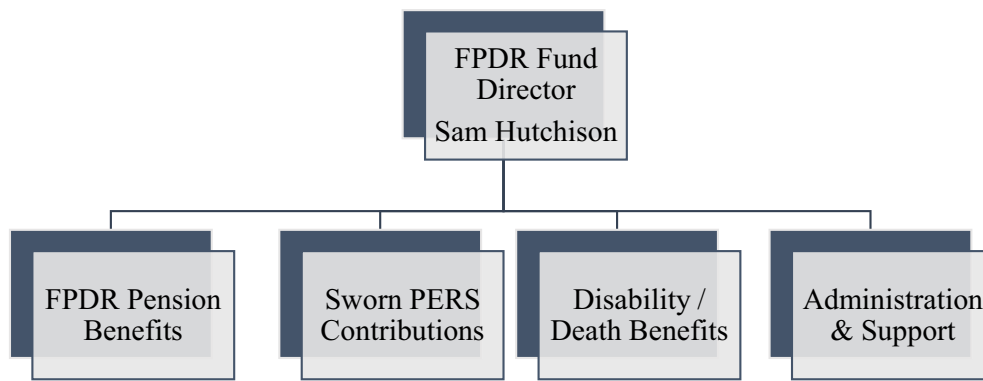 FPDR Fund
Director
Sam Hutchison
FPDR Pension
Benefits
Sworn PERS
Contributions
Disability /
Death Benefits
Administration
& Support